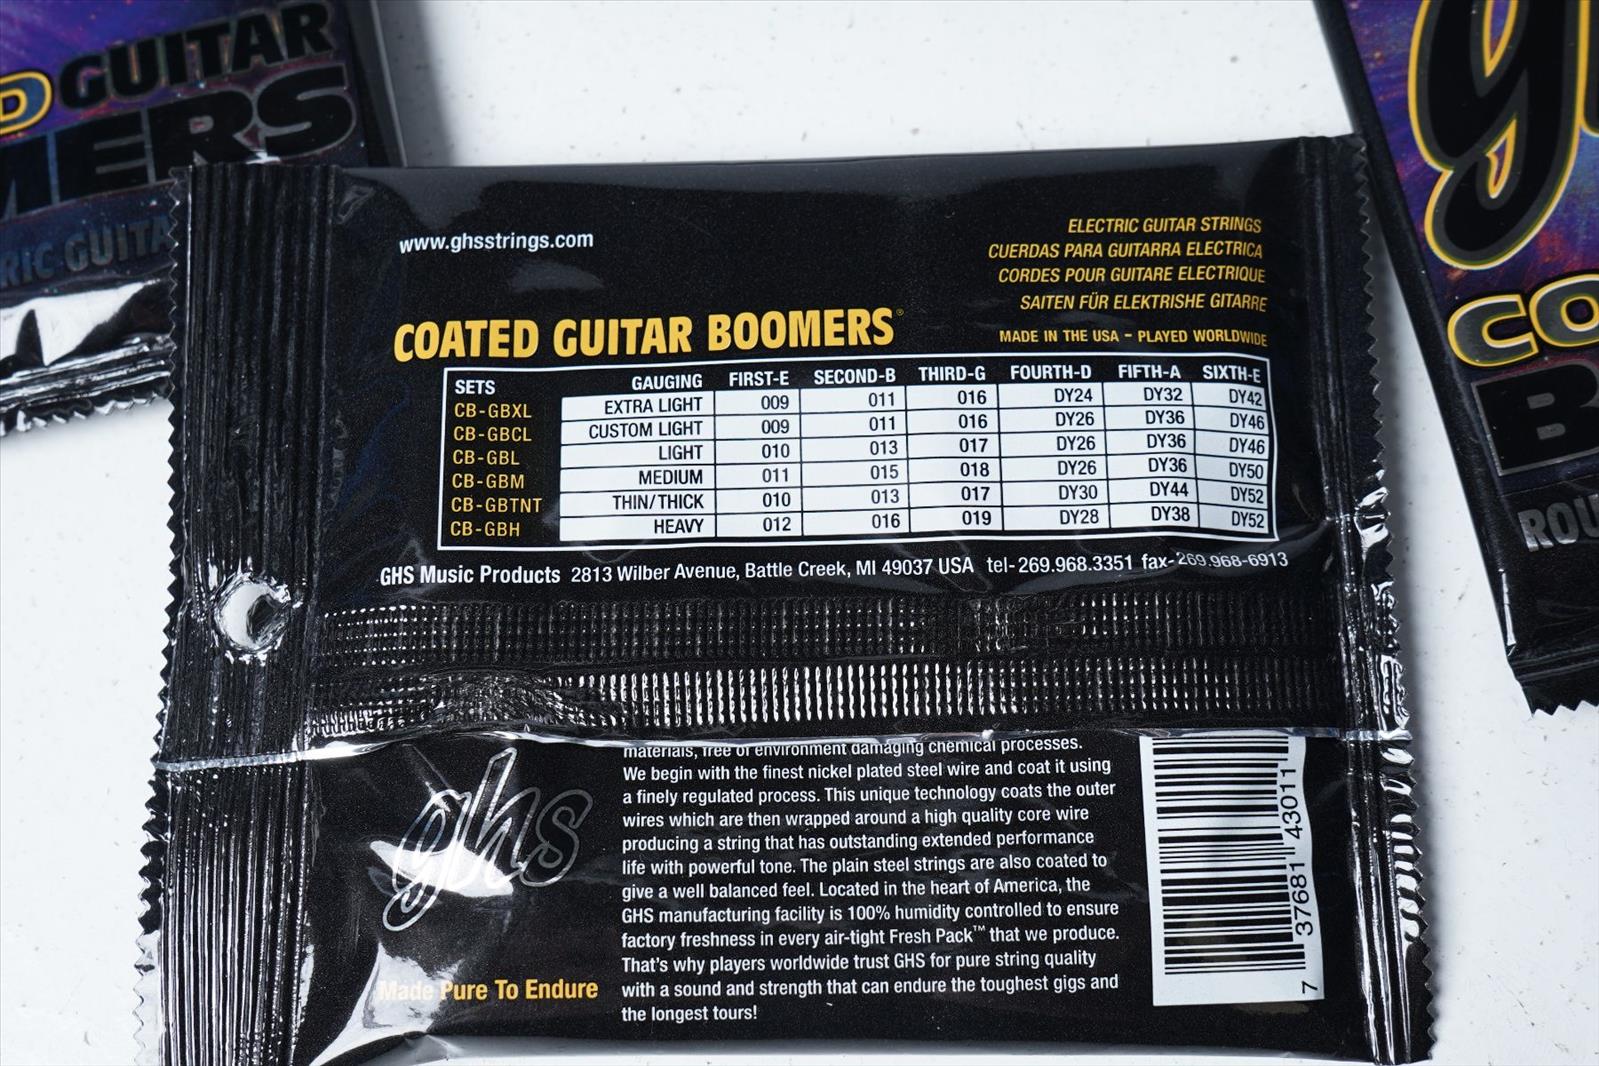 D GUITAR
MERS
RIC GUITA
www.ghsstrings.com
ELECTRIC GUITAR STRINGS
CUERDAS PARA GUITARRA ELECTRICA
CORDES POUR GUITARE ELECTRIQUE
SAITEN FÜR ELEKTRISHE GITARRE
MADE IN THE USA - PLAYED WORLDWIDE
COATED GUITAR BOOMERS®
SETS GAUGING FIRST-E SECOND-B THIRD-G FOURTH-D FIFTH-A SIXTH-E
CB-GBXL EXTRA LIGHT 009 011 016 DY24 DY32 DY42
CB-GBCL CUSTOM LIGHT 009 011 016 DY26 DY36 DY46
CB-GBL LIGHT 010 013 017 DY26 DY36 DY46
CB-GBM MEDIUM 011 015 018 DY26 DY36 DY50
CB-GBTNT THIN/THICK 010 013 017 DY30 DY44 DY52
CB-GBH HEAVY 012 016 019 DY28 DY38 DY52
GHS Music Products 2813 Wilber Avenue, Battle Creek, MI 49037 USA tel-269.968.3351 fax-269.968-6913
materials, free of environment damaging chemical processes.
We begin with the finest nickel plated steel wire and coat it using
a finely regulated process. This unique technology coats the outer
wires which are then wrapped around a high quality core wire
producing a string that has outstanding extended performance
life with powerful tone. The plain steel strings are also coated to
give a well balanced feel. Located in the heart of America, the
GHS manufacturing facility is 100% humidity controlled to ensure
factory freshness in every air-tight Fresh Pack™ that we produce.
That's why players worldwide trust GHS for pure string quality
with a sound and strength that can endure the toughest gigs and
the longest tours!
ghs
Made Pure To Endure
7 37681 43011
g
CO
B
ROU